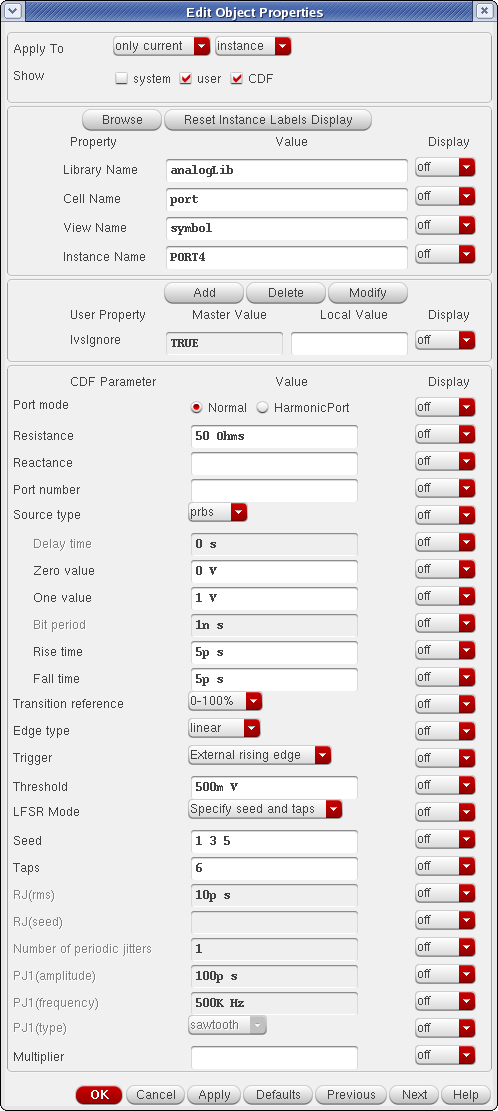 Edit Object Properties
Apply To only current instance
Show system user CDF
Browse Reset Instance Labels Display
Property Value Display
Library Name analogLib off
Cell Name port off
View Name symbol off
Instance Name PORT4 off
Add Delete Modify
User Property Master Value Local Value Display
lvsIgnore TRUE off
CDF Parameter Value Display
Port mode Normal HarmonicPort off
Resistance 50 Ohms off
Reactance off
Port number off
Source type prbs off
Delay time 0 s off
Zero value 0 V off
One value 1 V off
Bit period 1n s off
Rise time 5p s off
Fall time 5p s off
Transition reference 0-100% off
Edge type linear off
Trigger External rising edge off
Threshold 500m V off
LFSR Mode Specify seed and taps off
Seed 1 3 5 off
Taps 6 off
RJ(rms) 10p s off
RJ(seed) off
Number of periodic jitters 1 off
PJ1(amplitude) 100p s off
PJ1(frequency) 500K Hz off
PJ1(type) sawtooth off
Multiplier off
OK Cancel Apply Defaults Previous Next Help